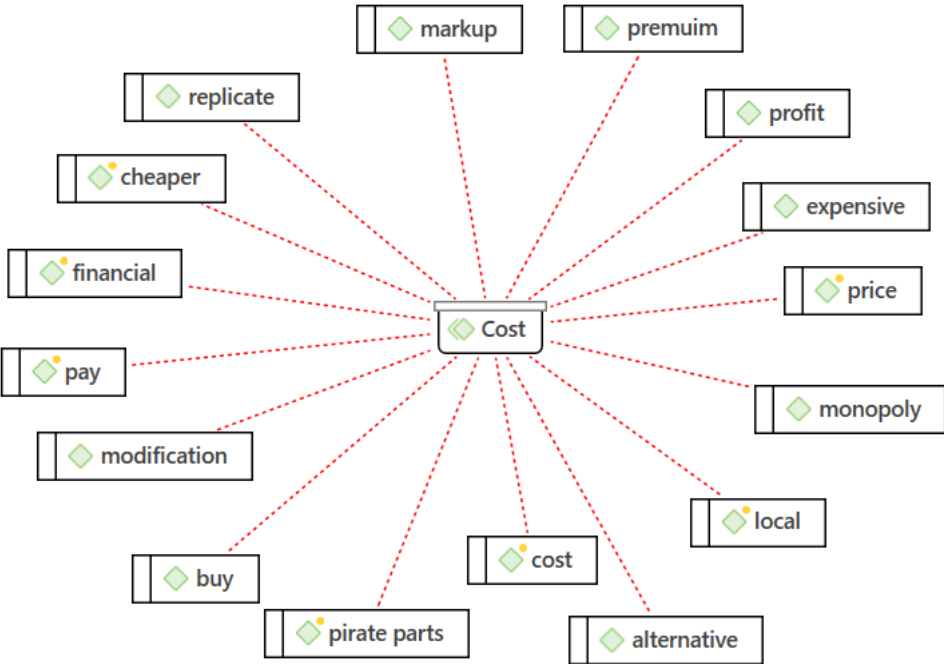 markup
premuim
replicate
profit
cheaper
expensive
financial
price
Cost
pay
monopoly
modification
local
cost
buy
pirate parts
alternative